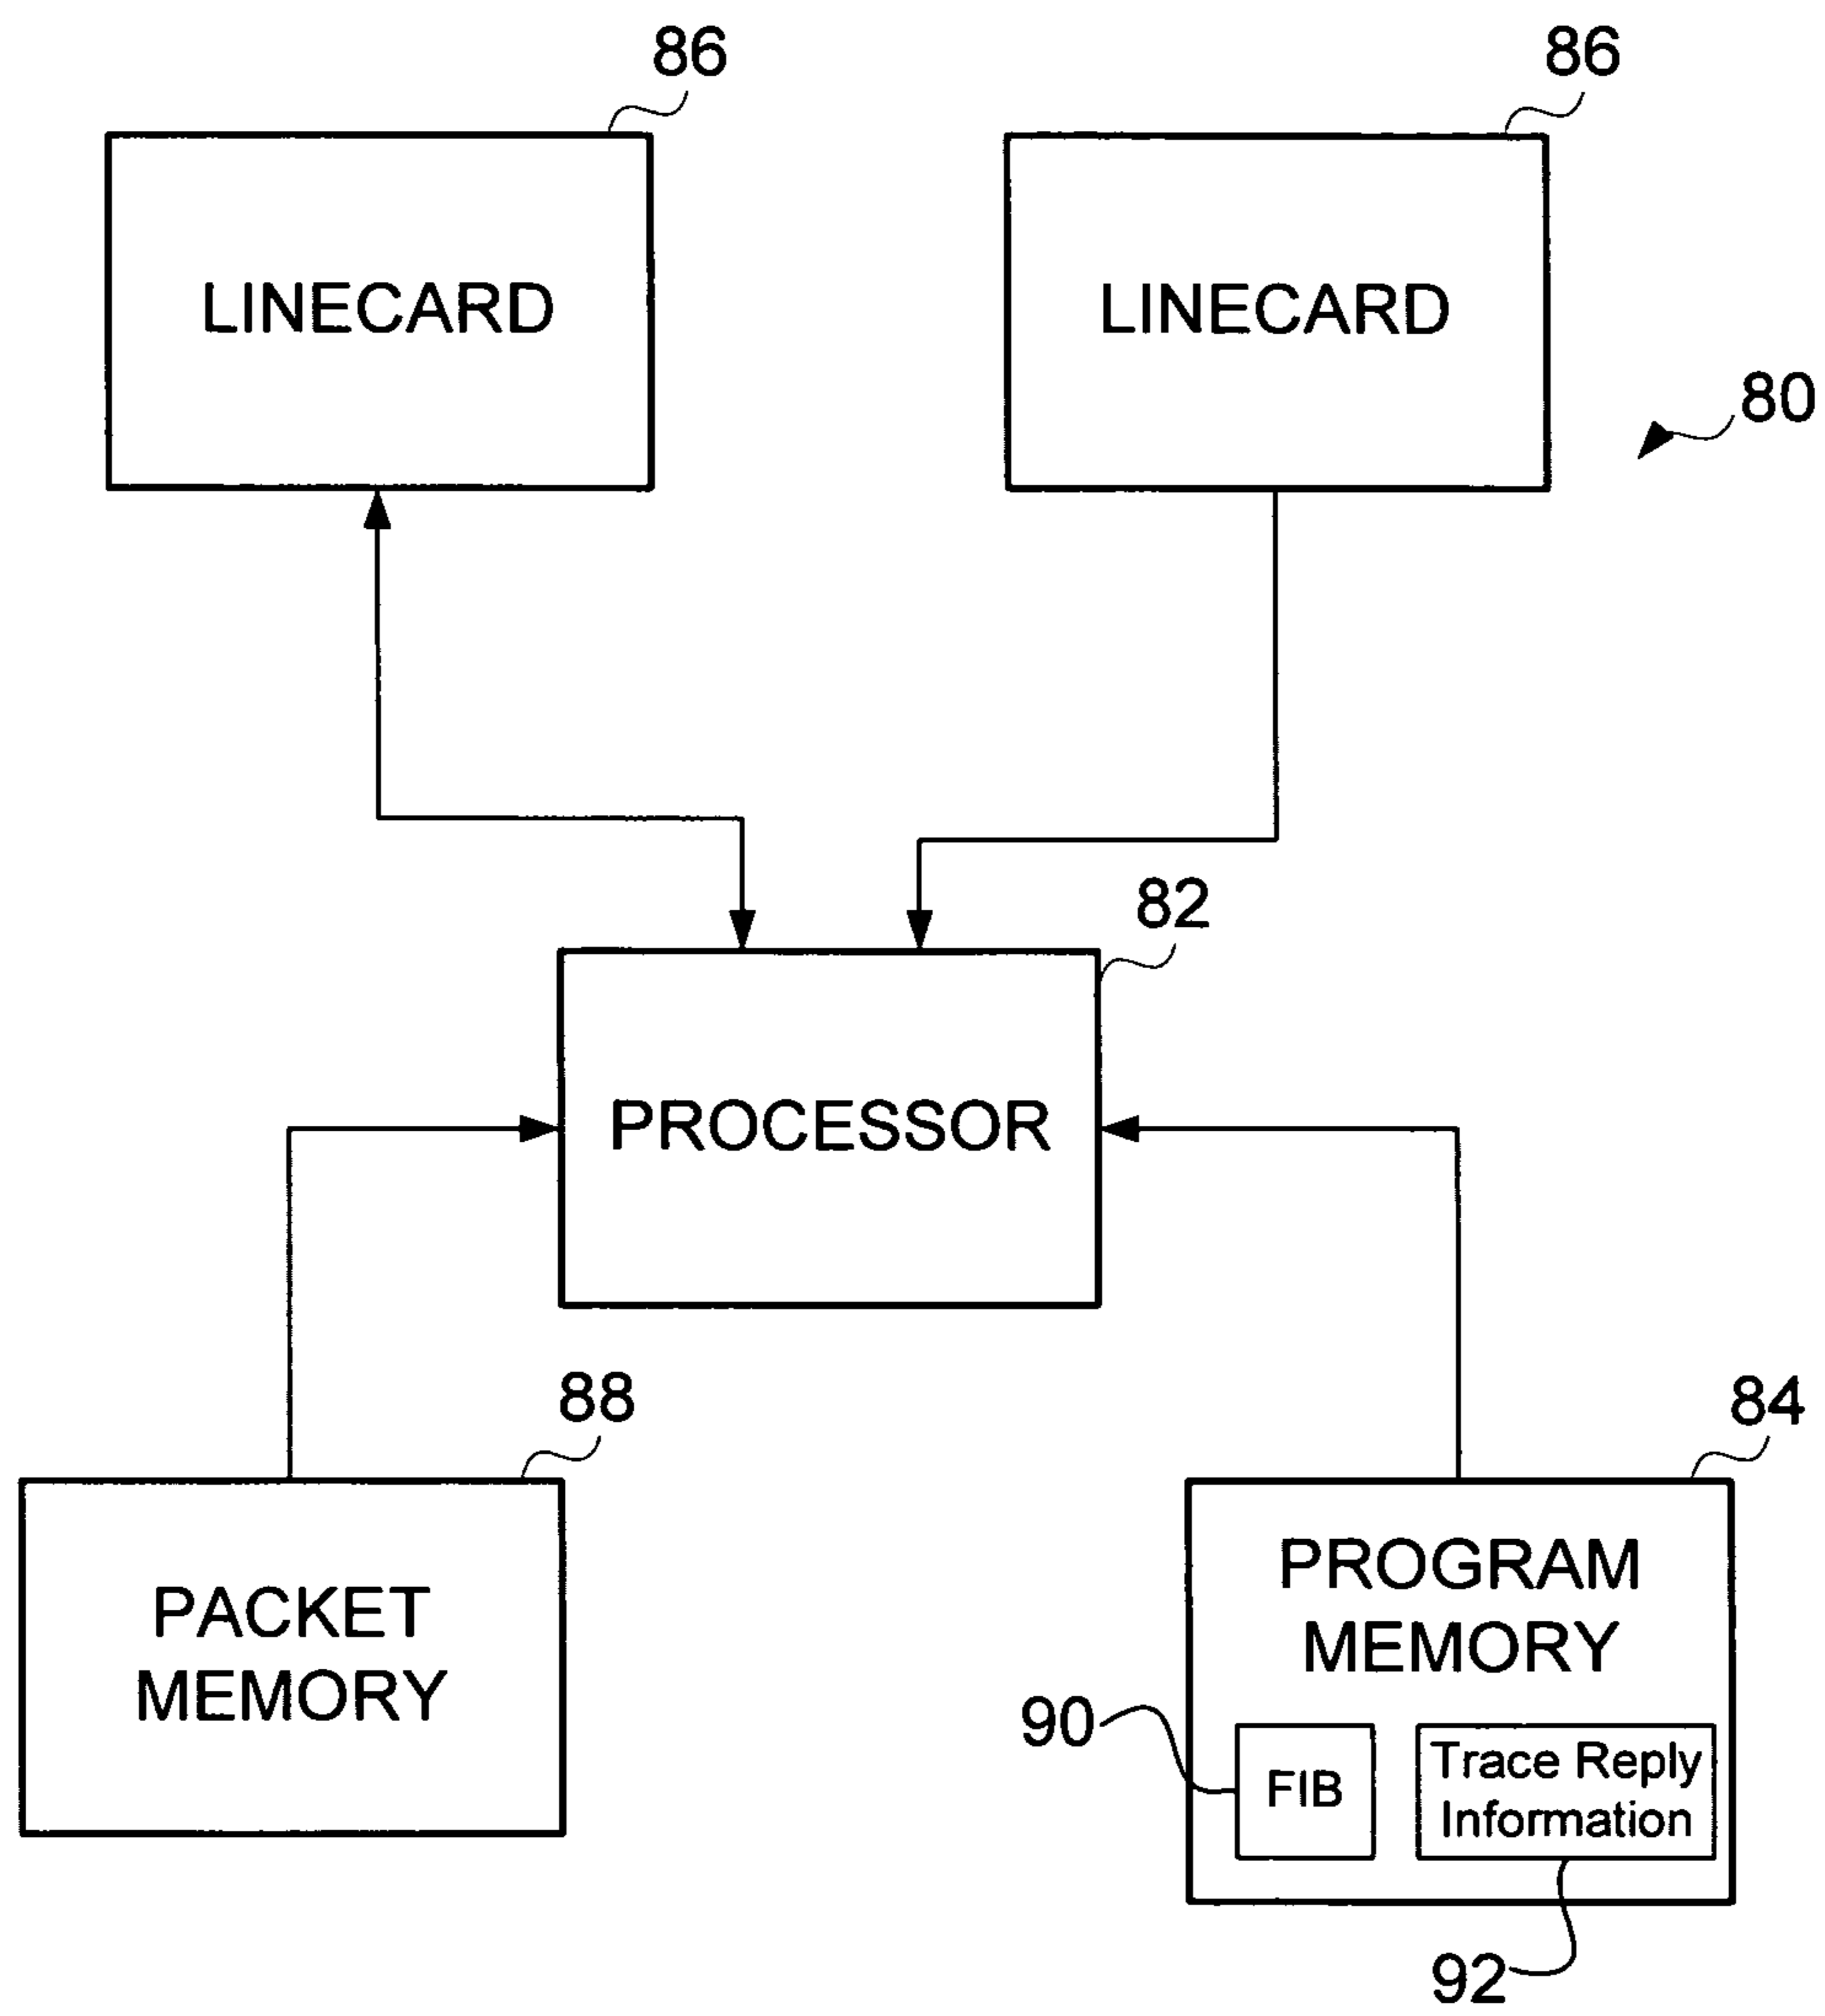 86
86
LINECARD
LINECARD
80
82
PROCESSOR
88
84
PACKET
MEMORY
PROGRAM
MEMORY
90
FIB
Trace Reply
Information
92